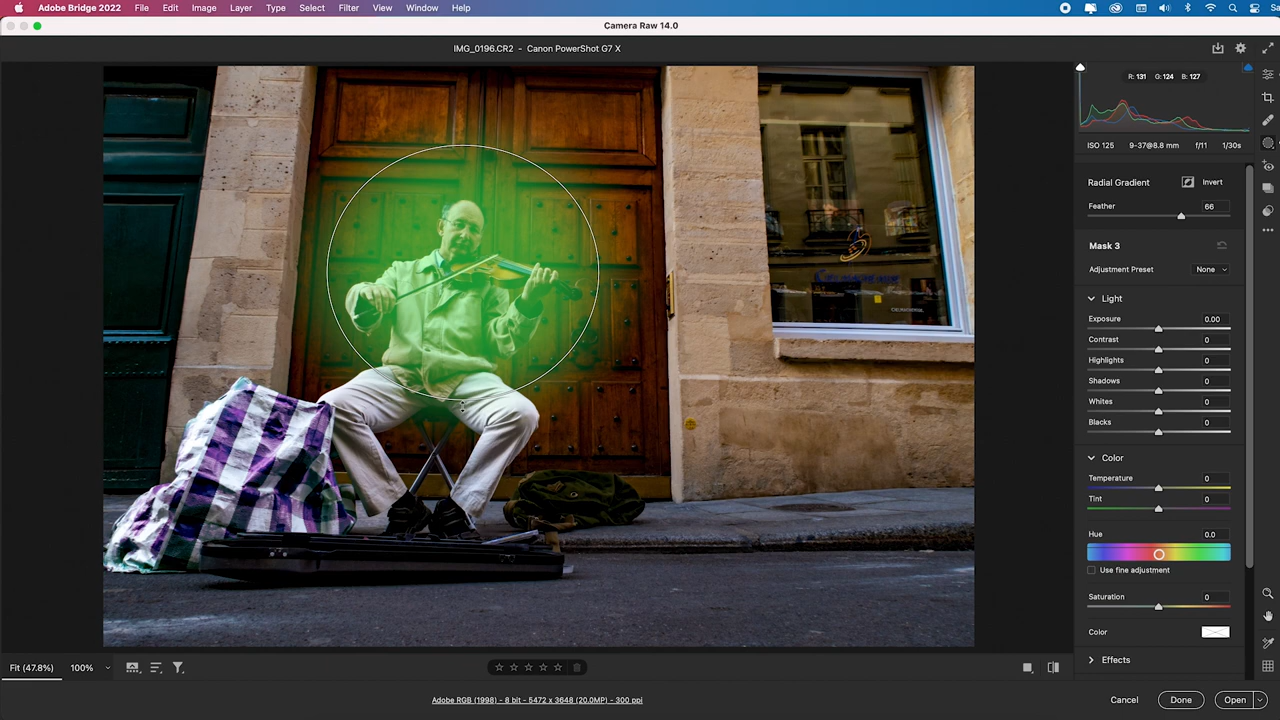 Adobe Bridge 2022 File Edit Image Layer Type Select Filter View Window Help
Camera Raw 14.0
IMG_0196.CR2 - Canon PowerShot G7 X
R: 131 G: 124 B: 127
ISO 125 9-37@8.8 mm f/11 1/30s
Radial Gradient Invert
Feather 66
Mask 3
Adjustment Preset None
Light
Exposure 0.00
Contrast 0
Highlights 0
Shadows 0
Whites 0
Blacks 0
Color
Temperature 0
Tint 0
Hue 0.0
Use fine adjustment
Saturation 0
Color
Effects
Fit (47.8%) 100%
Adobe RGB (1998) - 8 bit - 5472 x 3648 (20.0MP) - 300 ppi
Cancel Done Open